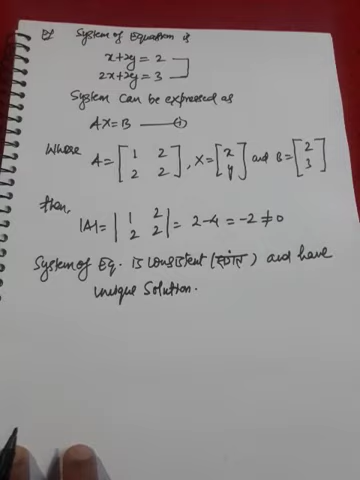 System of Equation is
x+2y = 2
2x+2y = 3
System can be expressed as
AX=B ——①
Where A = [1 2 2 2], X = [x y] and B = [2 3]
then,
|A| = |1 2 2 2| = 2-4 = -2 ≠ 0
System of Eq. is Consistent (संगत) and have
unique Solution.